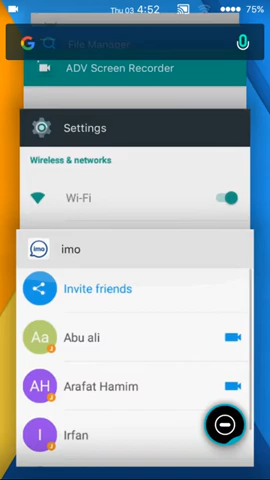 Thu 03 4:52 75%
File Manager
ADV Screen Recorder
Settings
Wireless & networks
Wi-Fi
imo imo
Invite friends
Aa Abu ali
AH Arafat Hamim
I Irfan